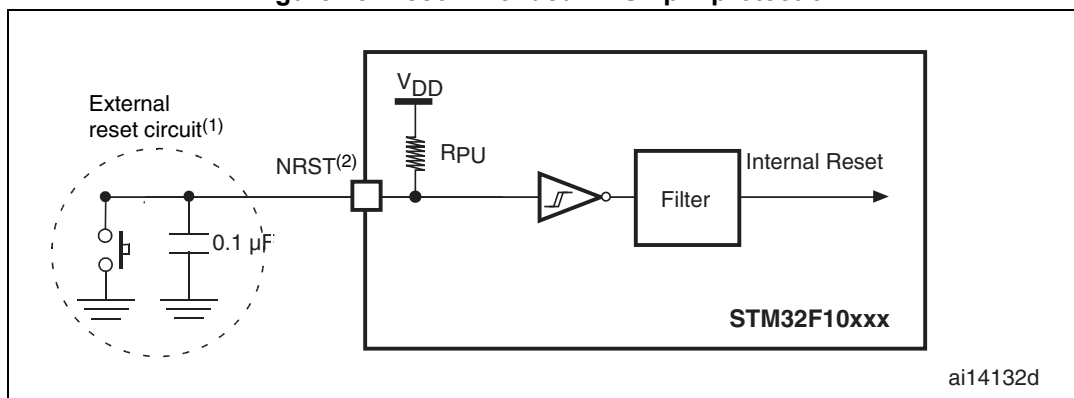 External
reset circuit(1)
NRST(2)
VDD
RPU
0.1 µF
Filter
Internal Reset
STM32F10xxx
ai14132d